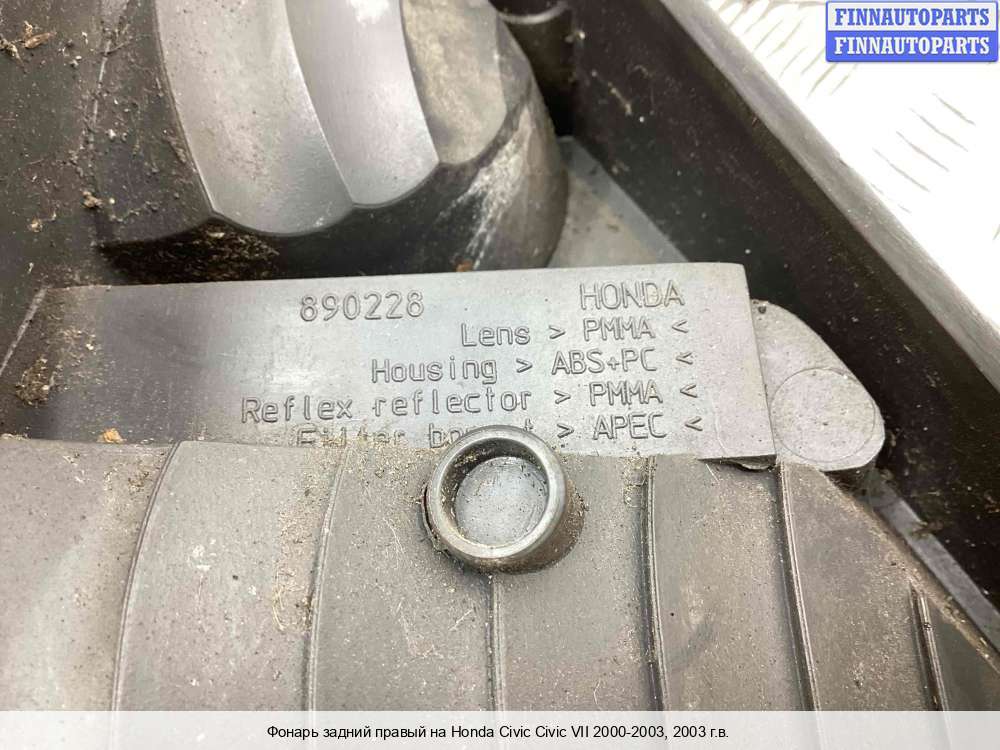 FINNAUTOPARTS
FINNAUTOPARTS
890228 HONDA
Lens > PMMA <
Housing > ABS+PC <
Reflex reflector > PMMA <
Filter > APEC <
Фонарь задний правый на Honda Civic Civic VII 2000-2003, 2003 г.в.